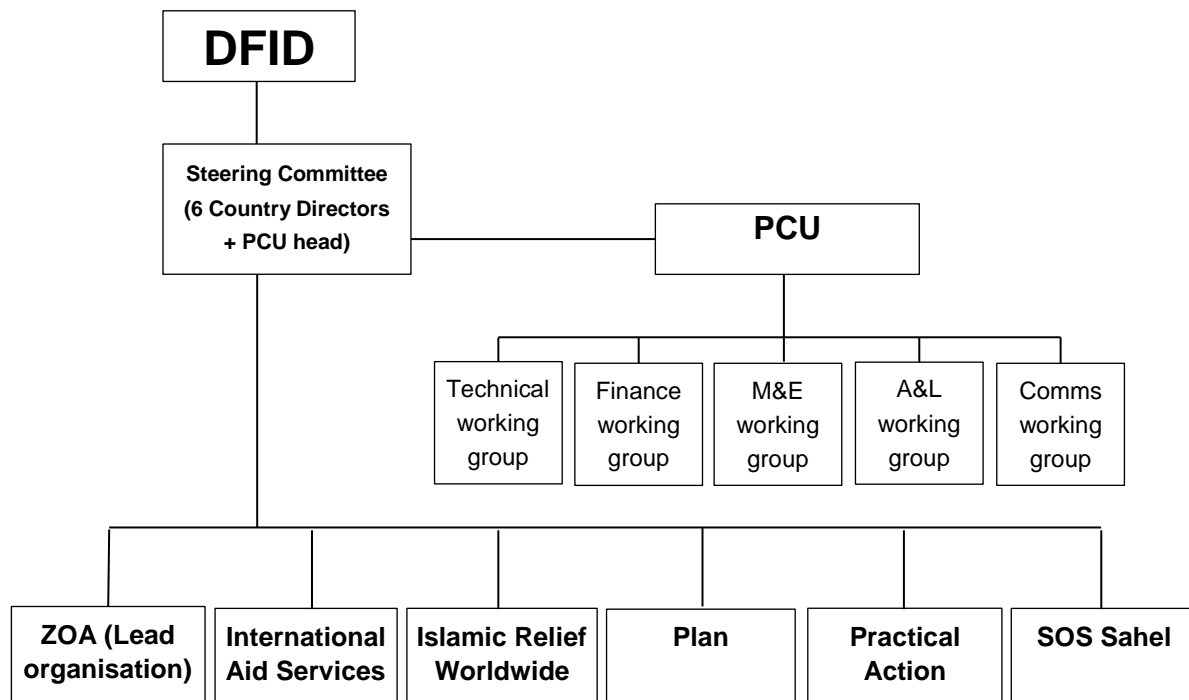 DFID
Steering Committee
(6 Country Directors
+ PCU head)
PCU
Technical
working
group
Finance
working
group
M&E
working
group
A&L
working
group
Comms
working
group
ZOA (Lead
organisation)
International
Aid Services
Islamic Relief
Worldwide
Plan
Practical
Action
SOS Sahel